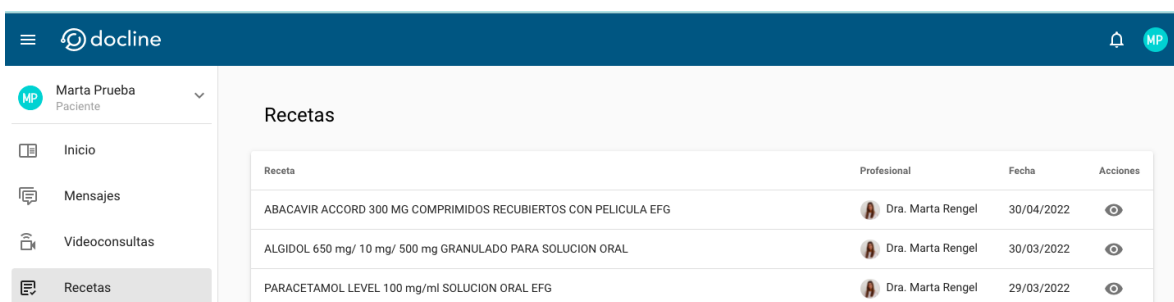 docline
MP
MP
Marta Prueba
Paciente
Inicio
Mensajes
Videoconsultas
Recetas
Recetas
Receta Profesional Fecha Acciones
ABACAVIR ACCORD 300 MG COMPRIMIDOS RECUBIERTOS CON PELICULA EFG Dra. Marta Rengel 30/04/2022
ALGIDOL 650 mg/ 10 mg/ 500 mg GRANULADO PARA SOLUCION ORAL Dra. Marta Rengel 30/03/2022
PARACETAMOL LEVEL 100 mg/ml SOLUCION ORAL EFG Dra. Marta Rengel 29/03/2022